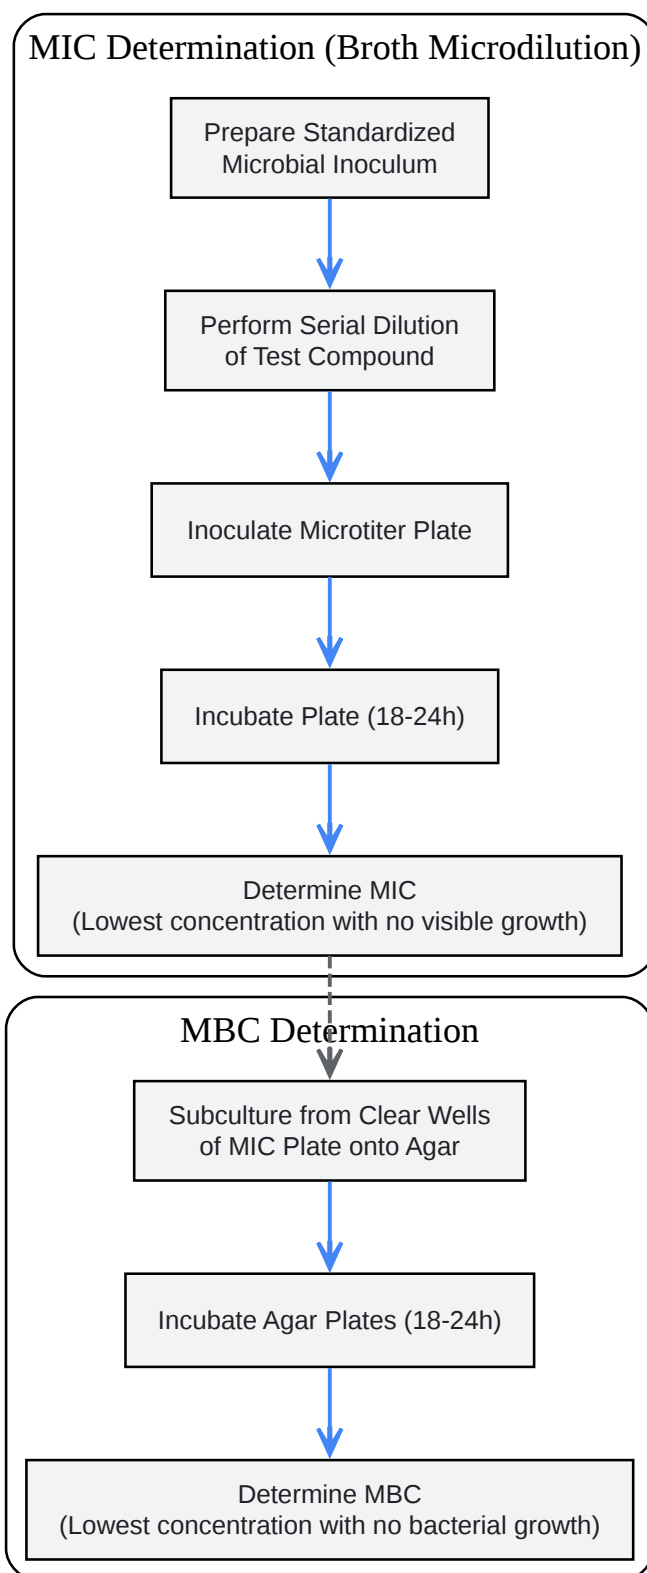 MIC Determination (Broth Microdilution)
Prepare Standardized
Microbial Inoculum
Perform Serial Dilution
of Test Compound
Inoculate Microtiter Plate
Incubate Plate (18-24h)
Determine MIC
(Lowest concentration with no visible growth)
MBC Determination
Subculture from Clear Wells
of MIC Plate onto Agar
Incubate Agar Plates (18-24h)
Determine MBC
(Lowest concentration with no bacterial growth)